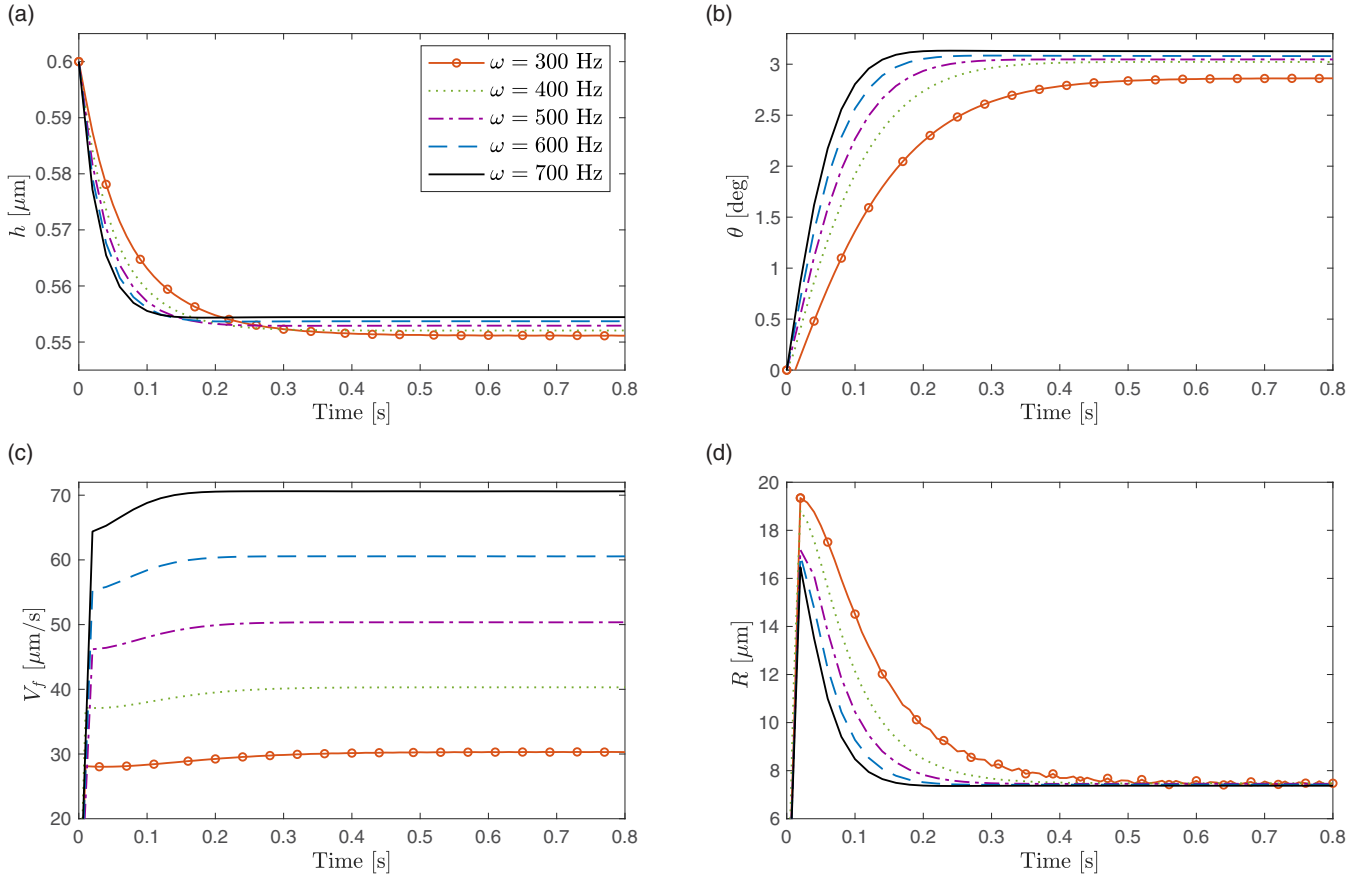 (a)
0.6
0.59
0.58
0.57
0.56
0.55
h [μm]
0 0.1 0.2 0.3 0.4 0.5 0.6 0.7 0.8
Time [s]
ω = 300 Hz
ω = 400 Hz
ω = 500 Hz
ω = 600 Hz
ω = 700 Hz
(b)
3
2.5
2
1.5
1
0.5
0
θ [deg]
0 0.1 0.2 0.3 0.4 0.5 0.6 0.7 0.8
Time [s]
(c)
70
60
50
40
30
20
V_f [μm/s]
0 0.1 0.2 0.3 0.4 0.5 0.6 0.7 0.8
Time [s]
(d)
20
18
16
14
12
10
8
6
R [μm]
0 0.1 0.2 0.3 0.4 0.5 0.6 0.7 0.8
Time [s]